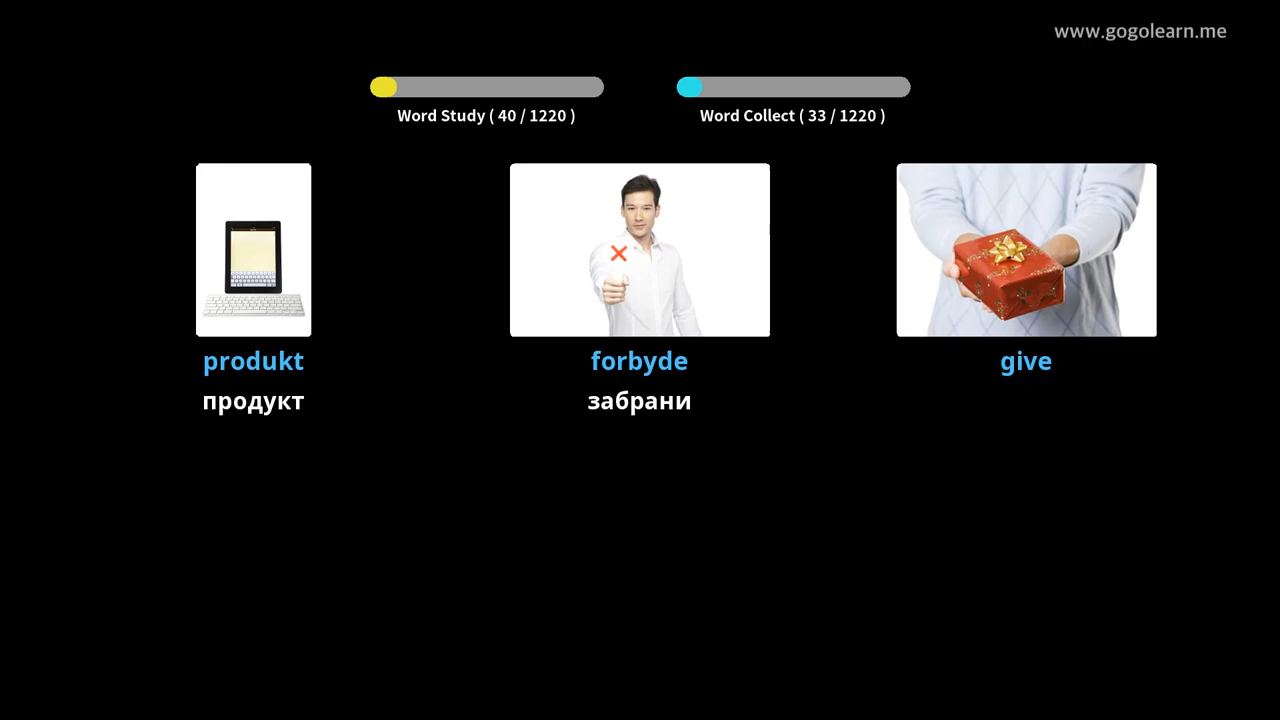 www.gogolearn.me
Word Study ( 40 / 1220 )
Word Collect ( 33 / 1220 )
produkt
forbyde
give
продукт
забрани